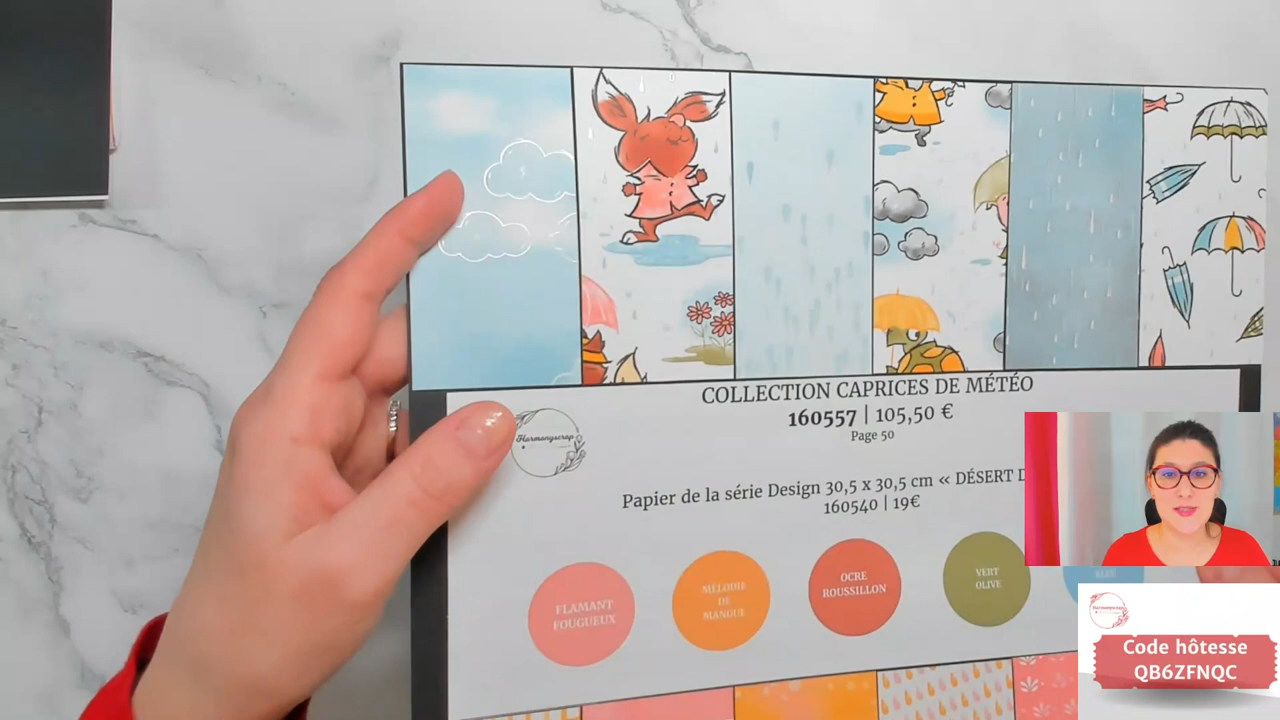 COLLECTION CAPRICES DE MÉTÉO
160557 | 105,50 €
Page 50
Harmonyscrap
Papier de la série Design 30,5 x 30,5 cm « DÉSERT
160540 | 19€
FLAMANT
FOUGUEUX
MÉLODIE
DE
MANGUE
OCRE
ROUSSILLON
VERT
OLIVE
Harmonyscrap
Code hôtesse
QB6ZFNQC